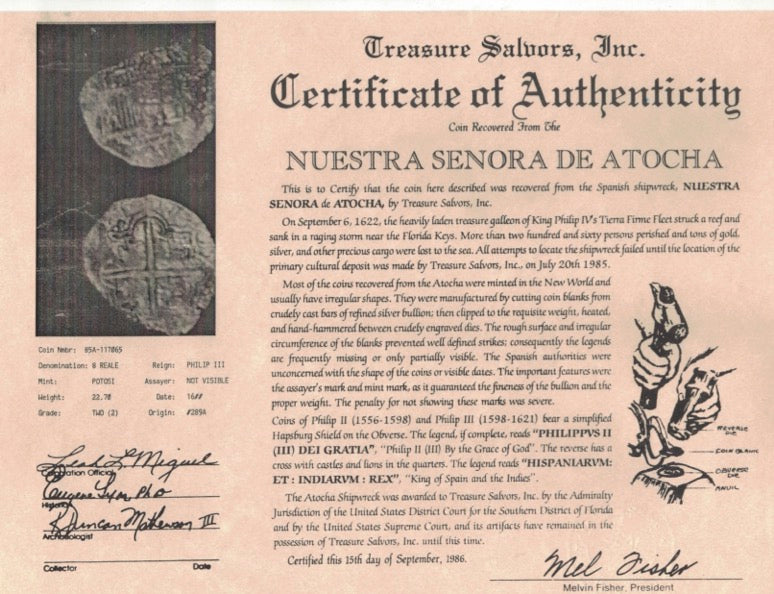 Treasure Salvors, Inc.
Certificate of Authenticity
Coin Recovered From The
NUESTRA SENORA DE ATOCHA
This is to Certify that the coin here described was recovered from the Spanish shipwreck, NUESTRA
SENORA de ATOCHA, by Treasure Salvors, Inc.
On September 6, 1622, the heavily laden treasure galleon of King Philip IV's Tierra Firme Fleet struck a reef and
sank in a raging storm near the Florida Keys. More than two hundred and sixty persons perished and tons of gold,
silver, and other precious cargo were lost to the sea. All attempts to locate the shipwreck failed until the location of the
primary cultural deposit was made by Treasure Salvors, Inc., on July 20th 1985.
Most of the coins recovered from the Atocha were minted in the New World and
usually have irregular shapes. They were manufactured by cutting coin blanks from
crudely cast bars of refined silver bullion; then clipped to the requisite weight, heated,
and hand-hammered between crudely engraved dies. The rough surface and irregular
circumference of the blanks prevented well defined strikes; consequently the legends
are frequently missing or only partially visible. The Spanish authorities were
unconcerned with the shape of the coins or visible dates. The important features were
the assayer's mark and mint mark, as it guaranteed the fineness of the bullion and the
proper weight. The penalty for not showing these marks was severe.
Coins of Philip II (1556-1598) and Philip III (1598-1621) bear a simplified
Hapsburg Shield on the Obverse. The legend, if complete, reads "PHILIPPVS II
(III) DEI GRATIA", "Philip II (III) By the Grace of God". The reverse has a
cross with castles and lions in the quarters. The legend reads "HISPANIARVM:
ET : INDIARVM : REX", "King of Spain and the Indies".
The Atocha Shipwreck was awarded to Treasure Salvors, Inc. by the Admiralty
Jurisdiction of the United States District Court for the Southern District of Florida
and by the United States Supreme Court, and its artifacts have remained in the
possession of Treasure Salvors, Inc. until this time.
Certified this 15th day of September, 1986.
Mel Fisher
Melvin Fisher, President
REVERSE
DIE
COIN BLANK
OBVERSE
DIE
ANVIL
Coin Nmbr: 85A-117065
Denomination: 8 REALE Reign: PHILIP III
Mint: POTOSI Assayer: NOT VISIBLE
Weight: 22.70 Date: 16##
Grade: TWO (2) Origin: #289A
Leah L Miguel
Corporation Official
Eugene Lyon PhD
Historian
R Duncan Mathewson III
Archaeologist
Collector Date